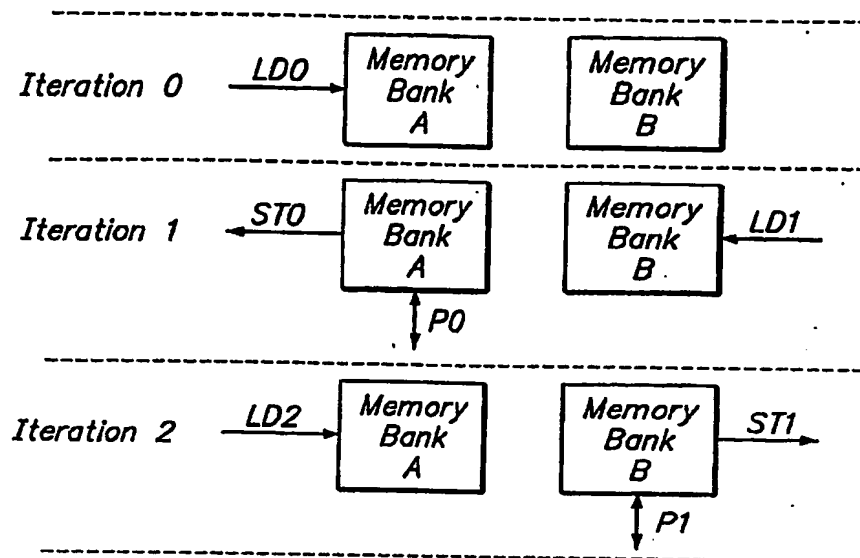 Iteration 0
LD0
Memory
Bank
A
Memory
Bank
B
Iteration 1
ST0
Memory
Bank
A
P0
Memory
Bank
B
LD1
Iteration 2
LD2
Memory
Bank
A
Memory
Bank
B
ST1
P1